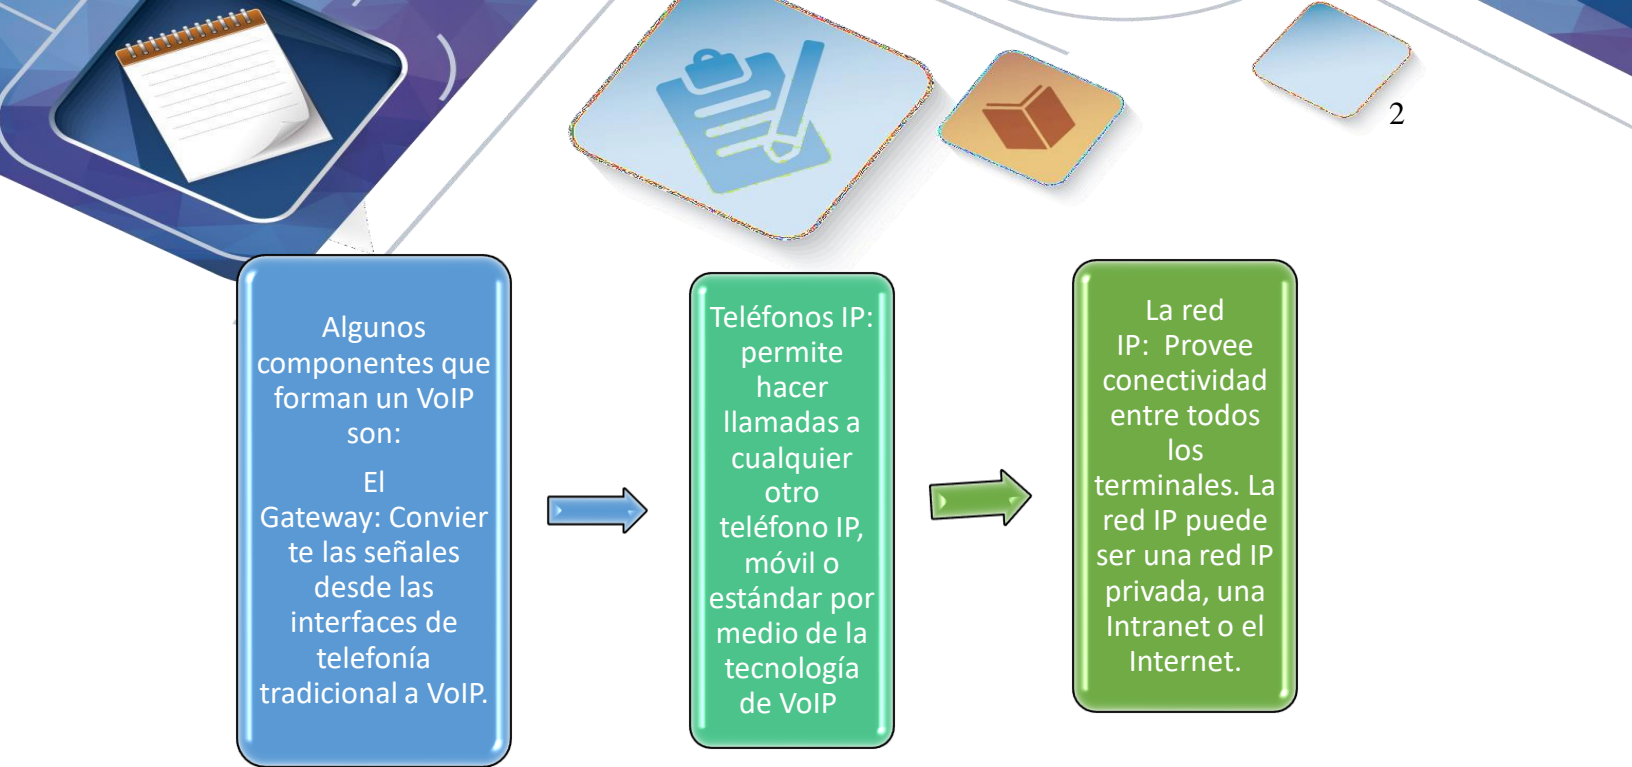 2
Algunos
componentes que
forman un VoIP
son:
El
Gateway: Convier
te las señales
desde las
interfaces de
telefonía
tradicional a VoIP.
Teléfonos IP:
permite
hacer
llamadas a
cualquier
otro
teléfono IP,
móvil o
estándar por
medio de la
tecnología
de VoIP
La red
IP: Provee
conectividad
entre todos
los
terminales. La
red IP puede
ser una red IP
privada, una
Intranet o el
Internet.